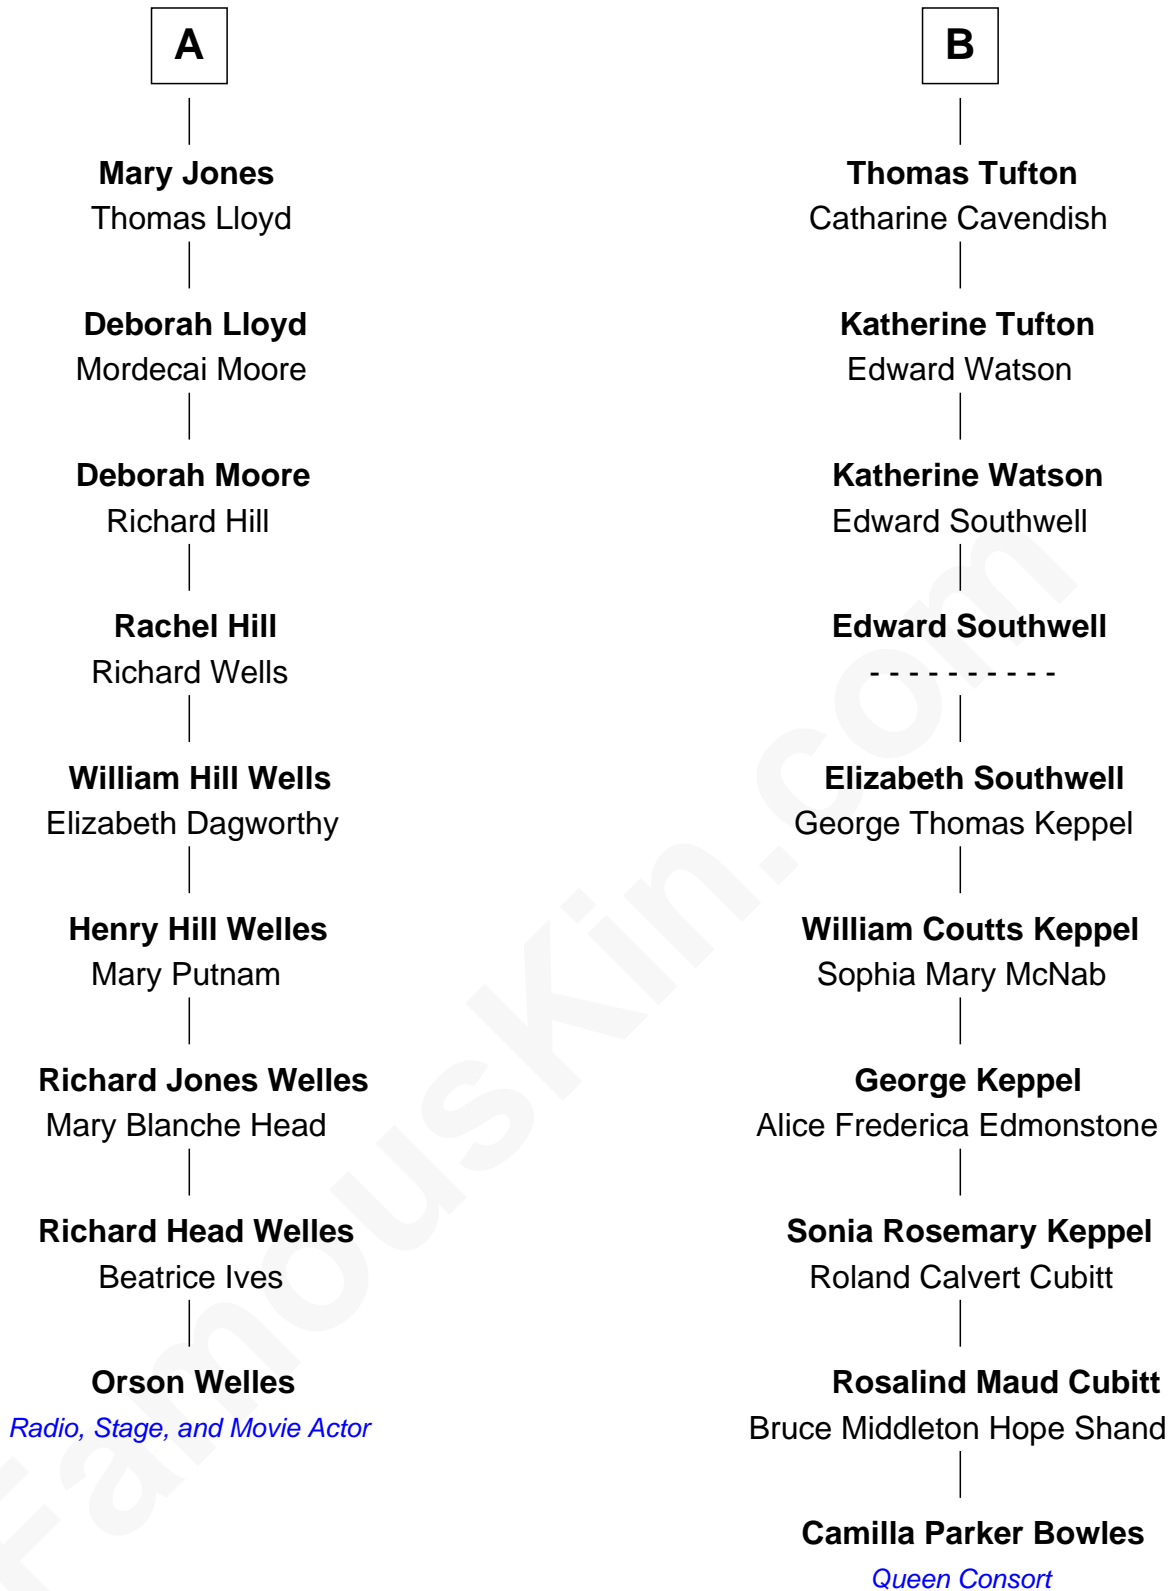 A
Mary Jones
Thomas Lloyd
Deborah Lloyd
Mordecai Moore
Deborah Moore
Richard Hill
Rachel Hill
Richard Wells
William Hill Wells
Elizabeth Dagworthy
Henry Hill Welles
Mary Putnam
Richard Jones Welles
Mary Blanche Head
Richard Head Welles
Beatrice Ives
Orson Welles
Radio, Stage, and Movie Actor
B
Thomas Tufton
Catharine Cavendish
Katherine Tufton
Edward Watson
Katherine Watson
Edward Southwell
Edward Southwell
- - - - - - - - - -
Elizabeth Southwell
George Thomas Keppel
William Coutts Keppel
Sophia Mary McNab
George Keppel
Alice Frederica Edmonstone
Sonia Rosemary Keppel
Roland Calvert Cubitt
Rosalind Maud Cubitt
Bruce Middleton Hope Shand
Camilla Parker Bowles
Queen Consort
FamousKin.com